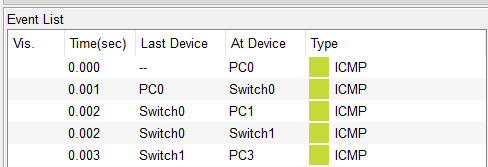 Event List
Vis. Time(sec) Last Device At Device Type
0.000 -- PC0 ICMP
0.001 PC0 Switch0 ICMP
0.002 Switch0 PC1 ICMP
0.002 Switch0 Switch1 ICMP
0.003 Switch1 PC3 ICMP